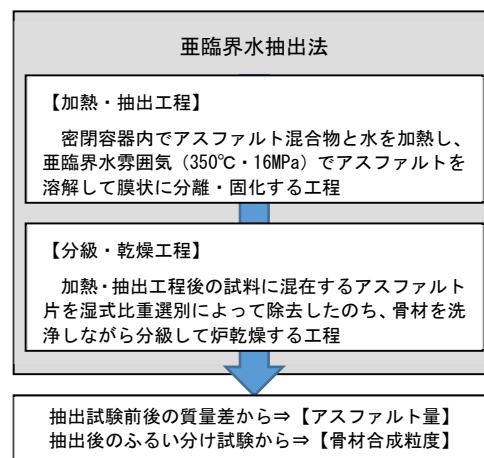 亜臨界水抽出法
【加熱・抽出工程】
密閉容器内でアスファルト混合物と水を加熱し、
亜臨界水雰囲気（350℃・16MPa）でアスファルトを
溶解して膜状に分離・固化する工程
【分級・乾燥工程】
加熱・抽出工程後の試料に混在するアスファルト
片を湿式比重選別によって除去したのち、骨材を洗
浄しながら分級して炉乾燥する工程
抽出試験前後の質量差から⇒【アスファルト量】
抽出後のふるい分け試験から⇒【骨材合成粒度】